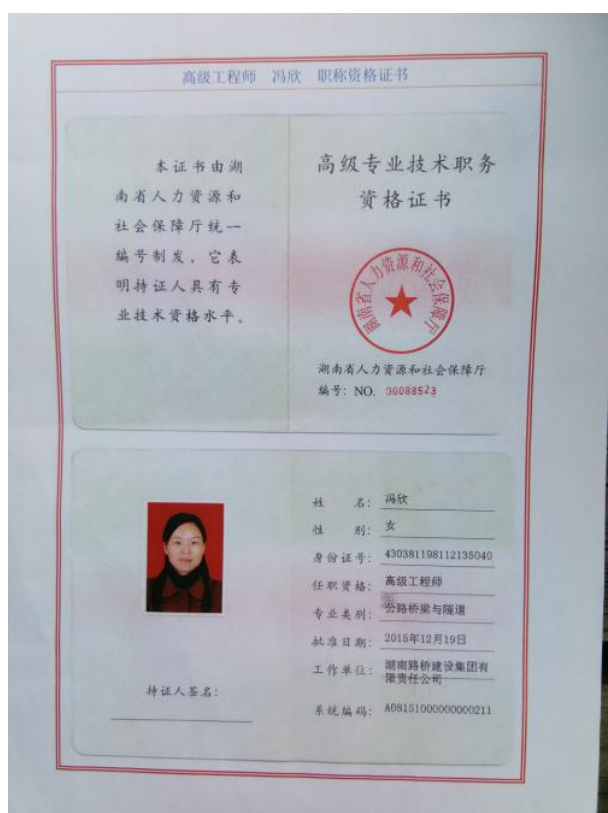 高级工程师 冯欣 职称资格证书
本证书由湖
南省人力资源和
社会保障厅统一
编号制发，它表
明持证人具有专
业技术资格水平。
高级专业技术职务
资格证书
湖南省人力资源和社会保障厅
湖南省人力资源和社会保障厅
编号：NO. 00088523
姓 名：冯欣
性 别：女
身份证号：430381198112135040
任职资格：高级工程师
专业类别：公路桥梁与隧道
批准日期：2015年12月19日
工作单位：湖南路桥建设集团有
限责任公司
系统编码：A08151000000000211
持证人签名：